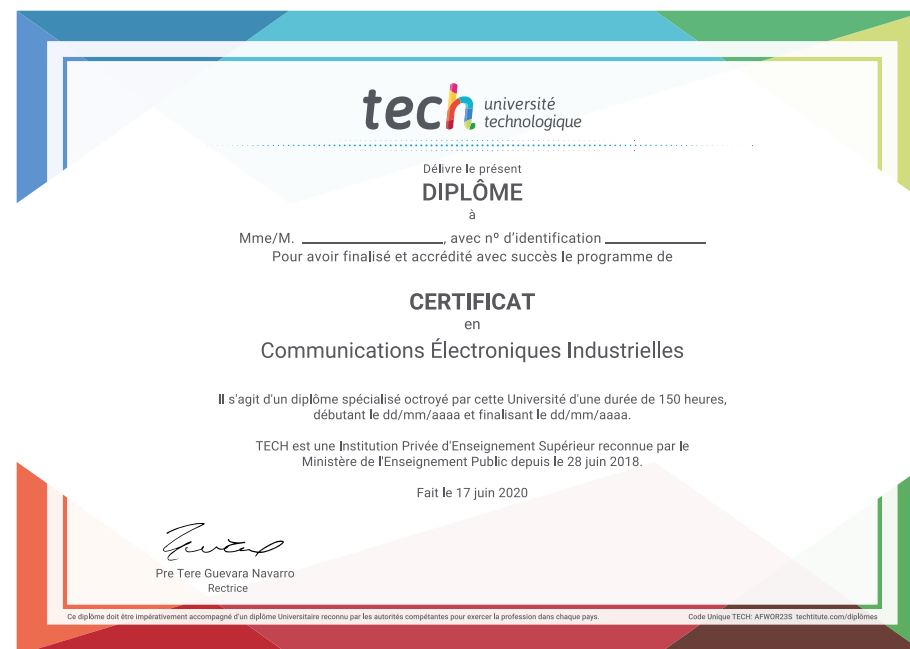 tech université
technologique
Délivre le présent
DIPLÔME
à
Mme/M. ______________, avec nº d'identification ______________
Pour avoir finalisé et accrédité avec succès le programme de
CERTIFICAT
en
Communications Électroniques Industrielles
Il s'agit d'un diplôme spécialisé octroyé par cette Université d'une durée de 150 heures,
débutant le dd/mm/aaaa et finalisant le dd/mm/aaaa.
TECH est une Institution Privée d'Enseignement Supérieur reconnue par le
Ministère de l'Enseignement Public depuis le 28 juin 2018.
Fait le 17 juin 2020
Pre Tere Guevara Navarro
Rectrice
Ce diplôme doit être impérativement accompagné d'un diplôme Universitaire reconnu par les autorités compétantes pour exercer la profession dans chaque pays.
Code Unique TECH: AFWOR23S techtitute.com/diplômes